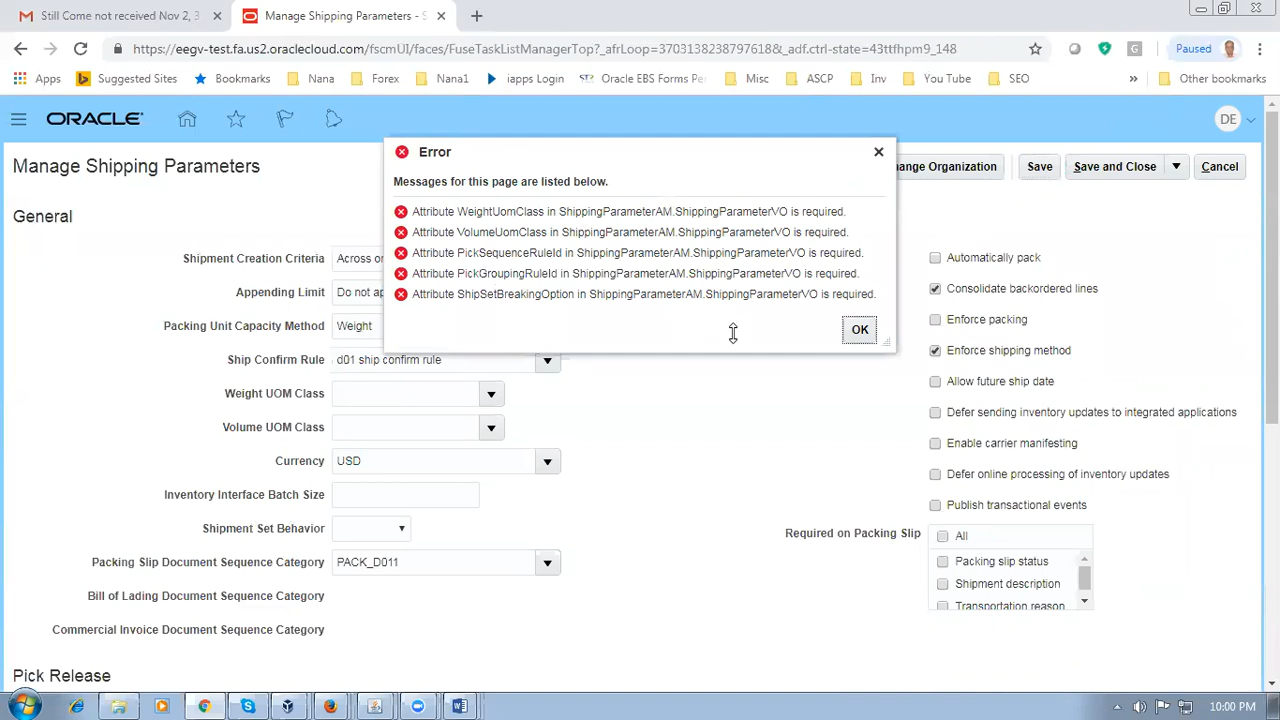 Still Come not received Nov 2, 3
Manage Shipping Parameters - S
https://eegv-test.fa.us2.oraclecloud.com/fscmUI/faces/FuseTaskListManagerTop?_afrLoop=37031382387976188&_adf.ctrl-state=43ttfhpm9_148
Paused
Apps
Suggested Sites
Bookmarks
Nana
Forex
Nana1
iapps Login
Oracle EBS Forms Pe
Misc
ASCP
Inv
You Tube
SEO
»
Other bookmarks
ORACLE
DE
Manage Shipping Parameters
ange Organization
Save
Save and Close
Cancel
Error
Messages for this page are listed below.
Attribute WeightUomClass in ShippingParameterAM.ShippingParameterVO is required.
Attribute VolumeUomClass in ShippingParameterAM.ShippingParameterVO is required.
Attribute PickSequenceRuleId in ShippingParameterAM.ShippingParameterVO is required.
Attribute PickGroupingRuleId in ShippingParameterAM.ShippingParameterVO is required.
Attribute ShipSetBreakingOption in ShippingParameterAM.ShippingParameterVO is required.
OK
General
Shipment Creation Criteria Across or
Appending Limit Do not ap
Packing Unit Capacity Method Weight
Ship Confirm Rule d01 ship confirm rule
Weight UOM Class
Volume UOM Class
Currency USD
Inventory Interface Batch Size
Shipment Set Behavior
Packing Slip Document Sequence Category PACK_D011
Bill of Lading Document Sequence Category
Commercial Invoice Document Sequence Category
Automatically pack
Consolidate backordered lines
Enforce packing
Enforce shipping method
Allow future ship date
Defer sending inventory updates to integrated applications
Enable carrier manifesting
Defer online processing of inventory updates
Publish transactional events
Required on Packing Slip All
Packing slip status
Shipment description
Transportation reason
Pick Release
10:00 PM